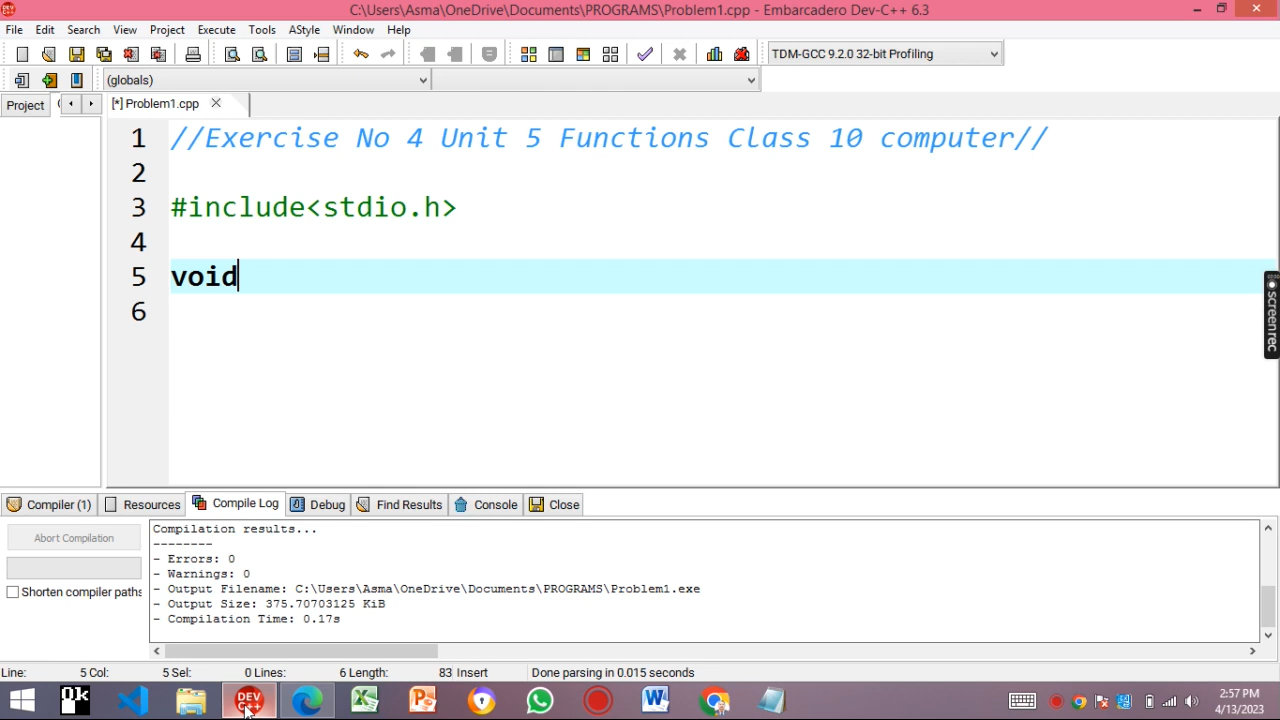 C:\Users\Asma\OneDrive\Documents\PROGRAMS\Problem1.cpp - Embarcadero Dev-C++ 6.3
File Edit Search View Project Execute Tools AStyle Window Help
TDM-GCC 9.2.0 32-bit Profiling
(globals)
Project
[*] Problem1.cpp
1 //Exercise No 4 Unit 5 Functions Class 10 computer//
2
3 #include<stdio.h>
4
5 void
6
screenrec
Compiler (1) Resources Compile Log Debug Find Results Console Close
Abort Compilation
Shorten compiler paths
Compilation results...
--------
- Errors: 0
- Warnings: 0
- Output Filename: C:\Users\Asma\OneDrive\Documents\PROGRAMS\Problem1.exe
- Output Size: 375.70703125 KiB
- Compilation Time: 0.17s
Line: 5 Col: 5 Sel: 0 Lines: 6 Length: 83 Insert Done parsing in 0.015 seconds
Ok
DEV C++
2:57 PM
4/13/2023